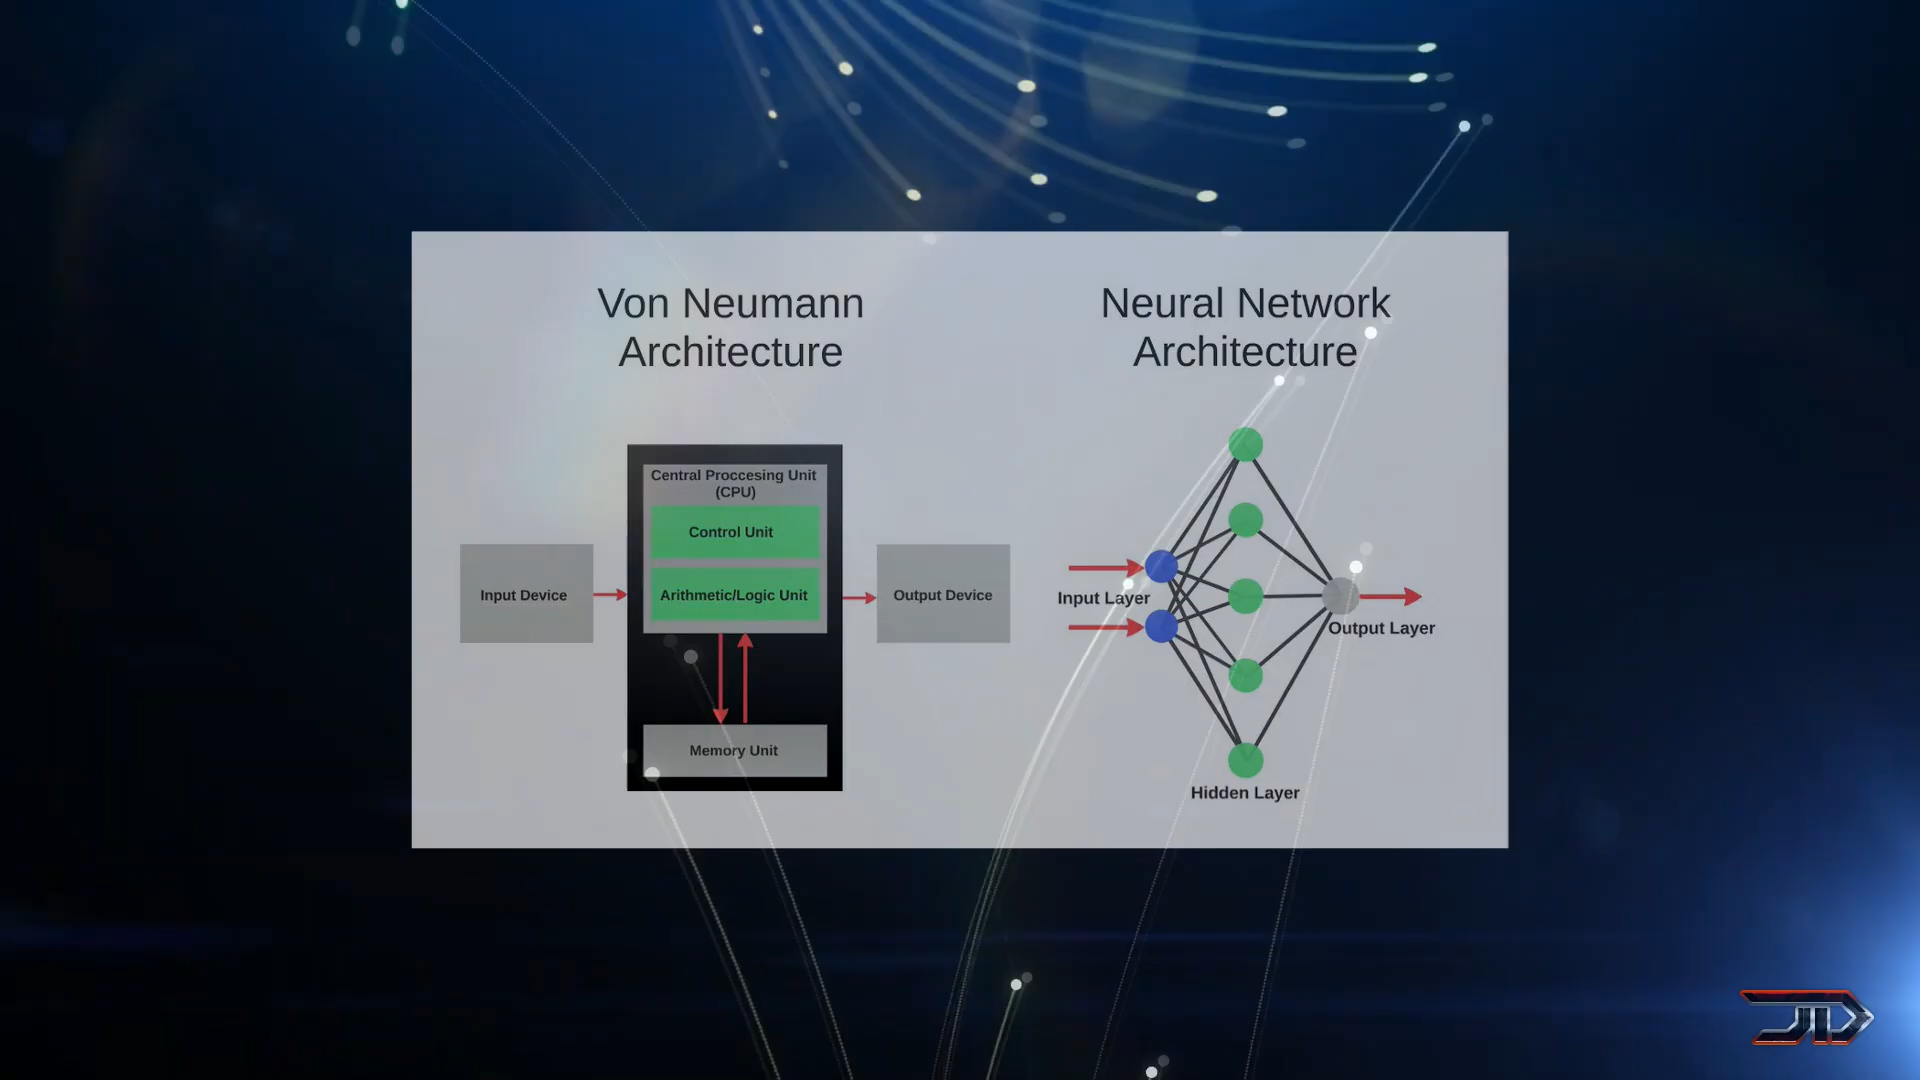 Von Neumann
Architecture
Neural Network
Architecture
Central Proccesing Unit
(CPU)
Control Unit
Arithmetic/Logic Unit
Input Device
Output Device
Memory Unit
Input Layer
Output Layer
Hidden Layer